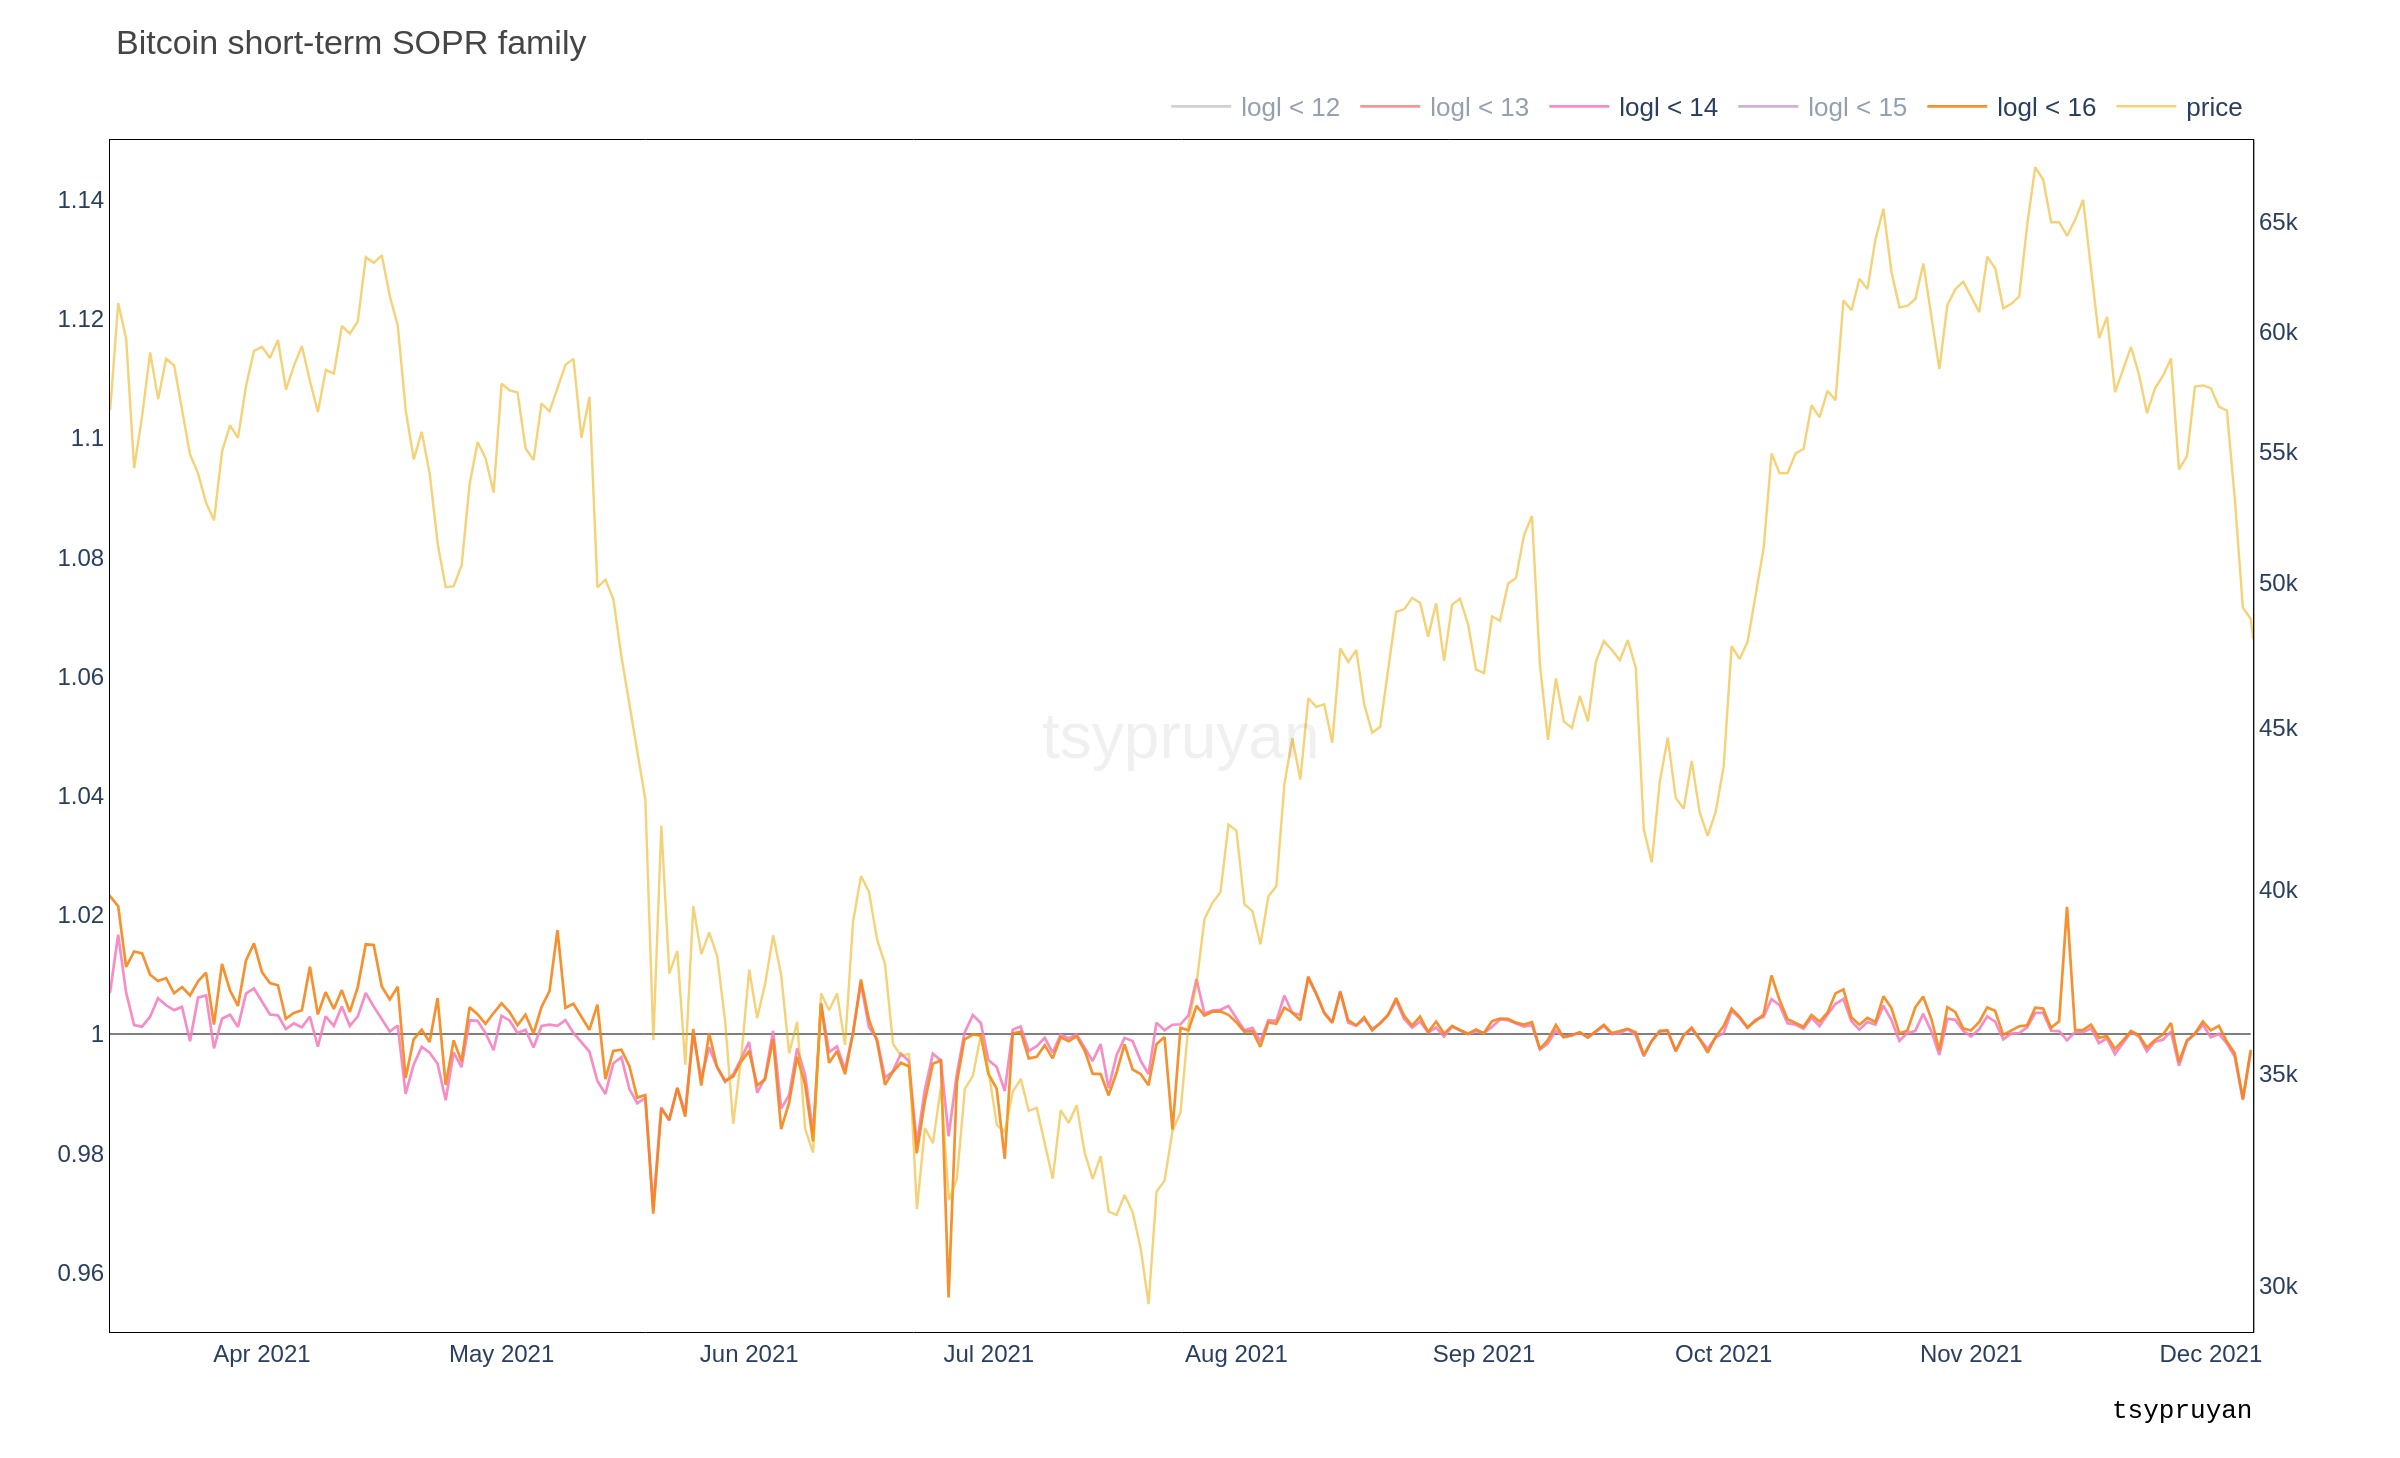 Bitcoin short-term SOPR family
logl < 12 logl < 13 logl < 14 logl < 15 logl < 16 price
1.14
65k
1.12
60k
1.1
55k
1.08
50k
1.06
tsypruyan
45k
1.04
40k
1.02
1
35k
0.98
0.96
30k
Apr 2021 May 2021 Jun 2021 Jul 2021 Aug 2021 Sep 2021 Oct 2021 Nov 2021 Dec 2021
tsypruyan